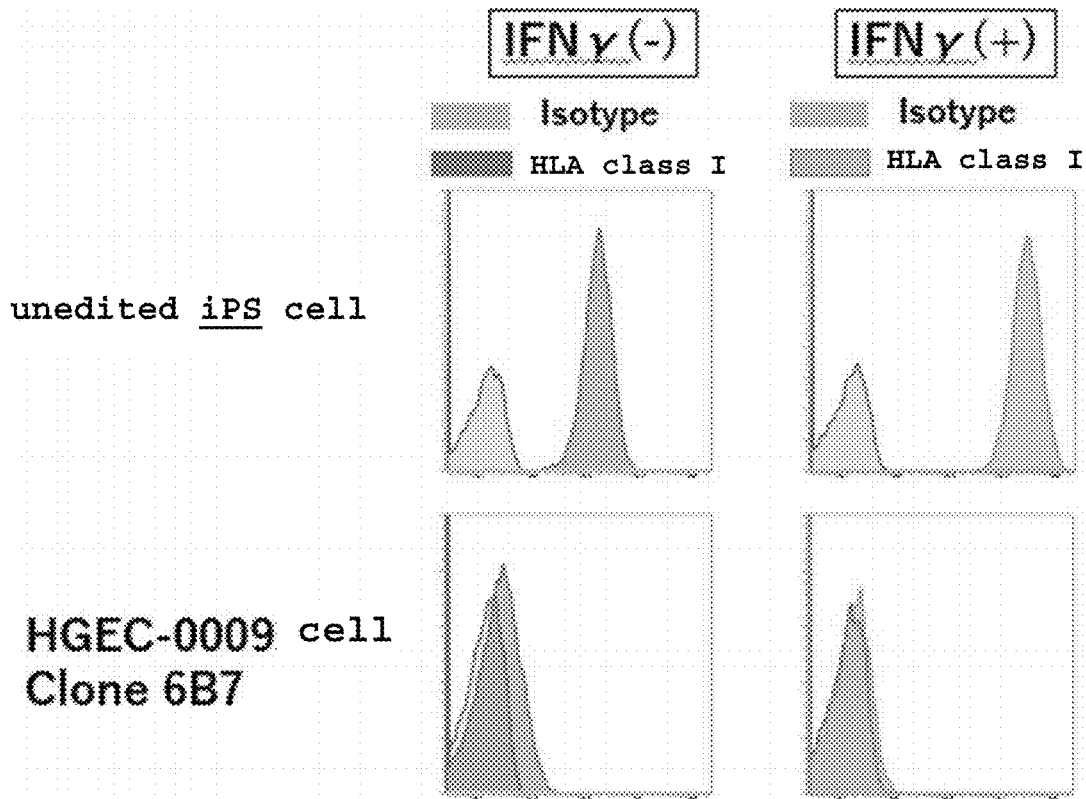 IFNγ(-)
IFNγ(+)
Isotype
HLA class I
Isotype
HLA class I
unedited iPS cell
HGEC-0009 cell
Clone 6B7